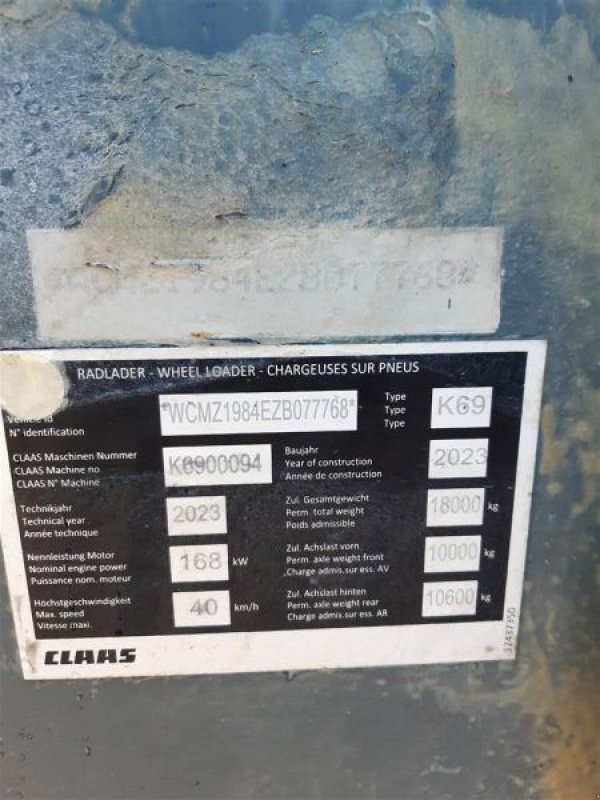 *WCMZ1984EZB077768*
RADLADER - WHEEL LOADER - CHARGEUSES SUR PNEUS
Vehicle id
N° identification
*WCMZ1984EZB077768*
Type
Type
Type
K69
CLAAS Maschinen Nummer
CLAAS Machine no
CLAAS N° Machine
K6900094
Baujahr
Year of construction
Année de construction
2023
Technikjahr
Technical year
Année technique
2023
Zul. Gesamtgewicht
Perm. total weight
Poids admissible
18000 kg
Nennleistung Motor
Nominal engine power
Puissance nom. moteur
168 kW
Zul. Achslast vorn
Perm. axle weight front
Charge admis.sur ess. AV
10000 kg
Höchstgeschwindigkeit
Max. speed
Vitesse maxi.
40 km/h
Zul. Achslast hinten
Perm. axle weight rear
Charge admis.sur ess. AR
10600 kg
CLAAS